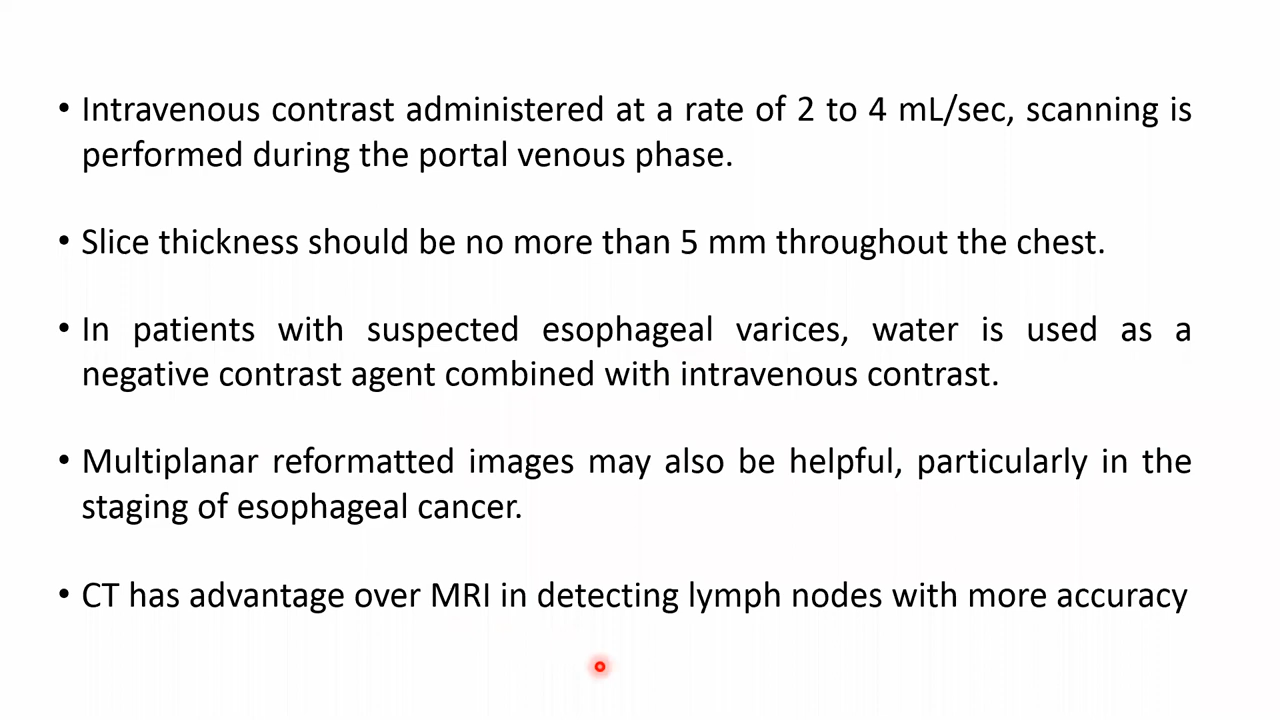 • Intravenous contrast administered at a rate of 2 to 4 mL/sec, scanning is
performed during the portal venous phase.
• Slice thickness should be no more than 5 mm throughout the chest.
• In patients with suspected esophageal varices, water is used as a
negative contrast agent combined with intravenous contrast.
• Multiplanar reformatted images may also be helpful, particularly in the
staging of esophageal cancer.
• CT has advantage over MRI in detecting lymph nodes with more accuracy